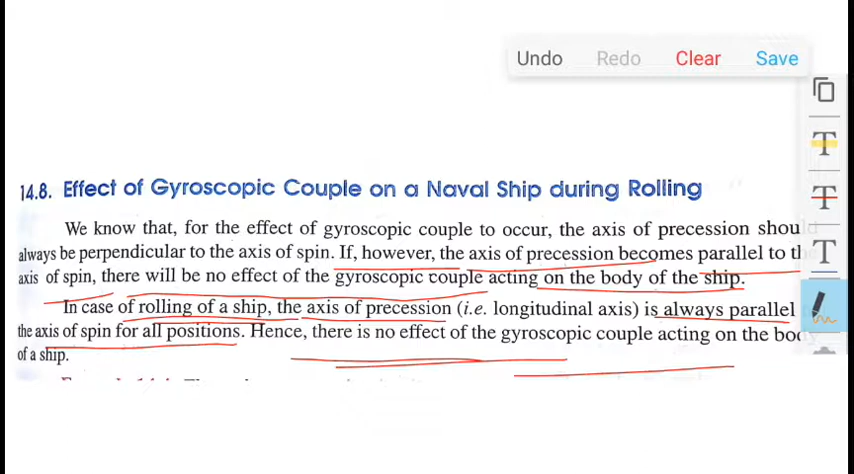 Undo Redo Clear Save
14.8. Effect of Gyroscopic Couple on a Naval Ship during Rolling
We know that, for the effect of gyroscopic couple to occur, the axis of precession shoul
always be perpendicular to the axis of spin. If, however, the axis of precession becomes parallel to th
axis of spin, there will be no effect of the gyroscopic couple acting on the body of the ship.
In case of rolling of a ship, the axis of precession (i.e. longitudinal axis) is always parallel
the axis of spin for all positions. Hence, there is no effect of the gyroscopic couple acting on the bod
of a ship.